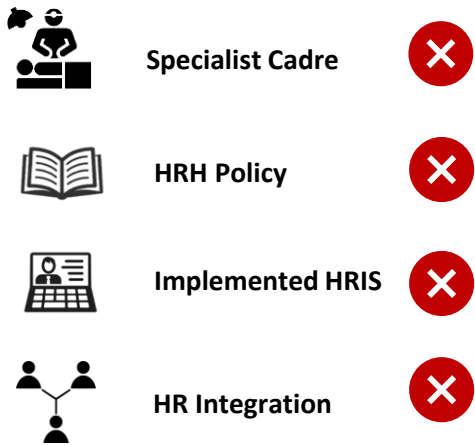 Specialist Cadre
HRH Policy
Implemented HRIS
HR Integration